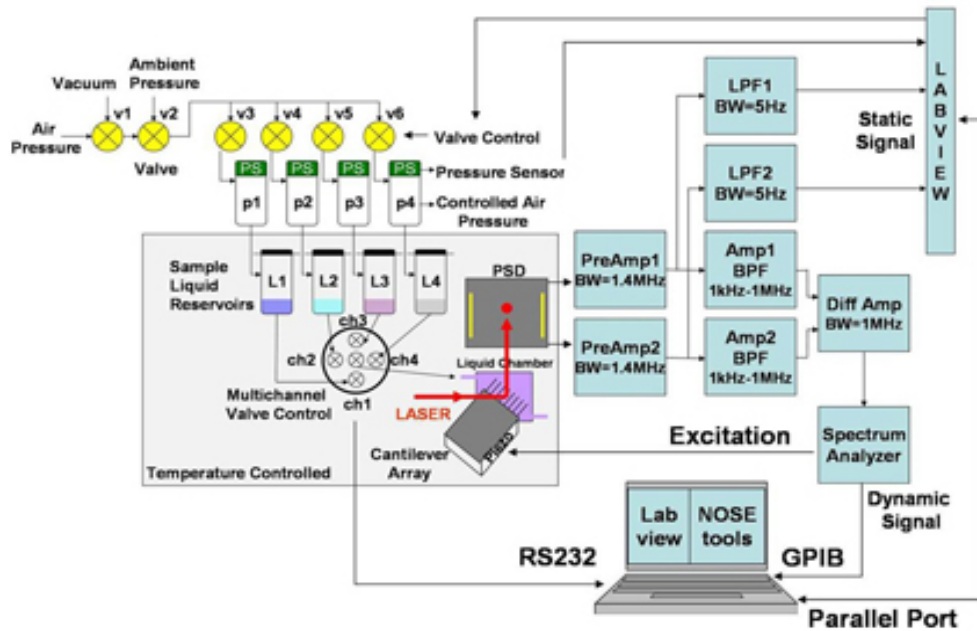 Vacuum
Ambient
Pressure
v1
v2
v3
v4
v5
v6
Air
Pressure
Valve
Valve Control
PS
PS
PS
PS
Pressure Sensor
p1
p2
p3
p4
Controlled Air
Pressure
Sample
Liquid
Reservoirs
L1
L2
L3
L4
ch3
ch2
ch4
ch1
Multichannel
Valve Control
PSD
Liquid Chamber
LASER
Cantilever
Array
Piezo
Temperature Controlled
PreAmp1
BW=1.4MHz
PreAmp2
BW=1.4MHz
LPF1
BW=5Hz
LPF2
BW=5Hz
Amp1
BPF
1kHz-1MHz
Amp2
BPF
1kHz-1MHz
Diff Amp
BW=1MHz
Static
Signal
LABVIEW
Excitation
Spectrum
Analyzer
Dynamic
Signal
Lab
view
NOSE
tools
RS232
GPIB
Parallel Port